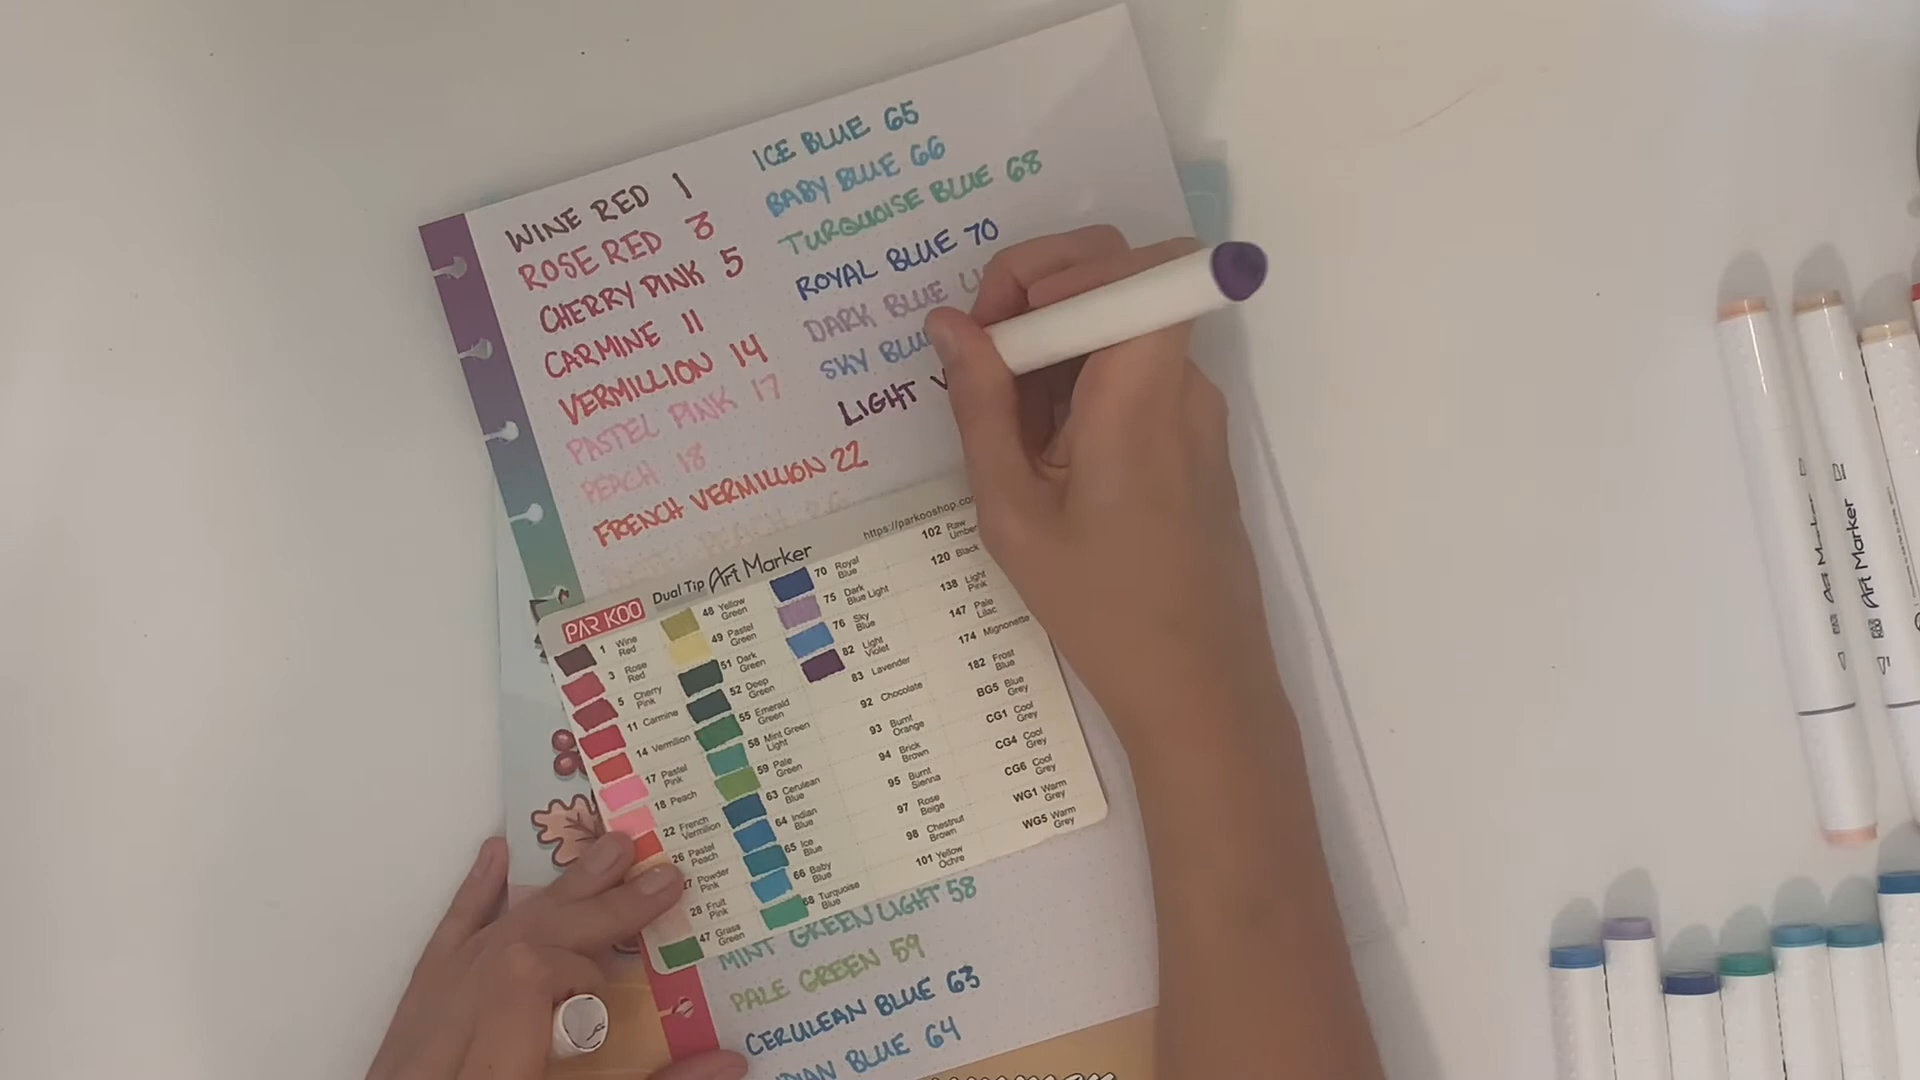 WINE RED 1
ROSE RED 3
CHERRY PINK 5
CARMINE 11
VERMILLION 14
PASTEL PINK 17
PEACH 18
FRENCH VERMILLION 22
ICE BLUE 65
BABY BLUE 66
TURQUOISE BLUE 68
ROYAL BLUE 70
DARK BLUE LI
SKY BLU
LIGHT V
PARKOO Dual Tip Art Marker
https://parkooshop.co
1 Wine Red
3 Rose Red
5 Cherry Pink
11 Carmine
14 Vermilion
17 Pastel Pink
18 Peach
22 French Vermilion
26 Pastel Peach
27 Powder Pink
28 Fruit Pink
47 Grass Green
48 Yellow Green
49 Pastel Green
51 Dark Green
52 Deep Green
55 Emerald Green
58 Mint Green Light
59 Pale Green
63 Cerulean Blue
64 Indian Blue
65 Ice Blue
66 Baby Blue
68 Turquoise Blue
70 Royal Blue
75 Dark Blue Light
76 Sky Blue
82 Light Violet
83 Lavender
92 Chocolate
93 Burnt Orange
94 Brick Brown
95 Burnt Sienna
97 Rose Beige
98 Chestnut Brown
101 Yellow Ochre
102 Raw Umber
120 Black
138 Light Pink
147 Pale Lilac
174 Mignonette
182 Frost Blue
BG5 Blue Grey
CG1 Cool Grey
CG4 Cool Grey
CG6 Cool Grey
WG1 Warm Grey
WG5 Warm Grey
MINT GREEN LIGHT 58
PALE GREEN 59
CERULEAN BLUE 63
INDIAN BLUE 64
Art Marker
Art Marker